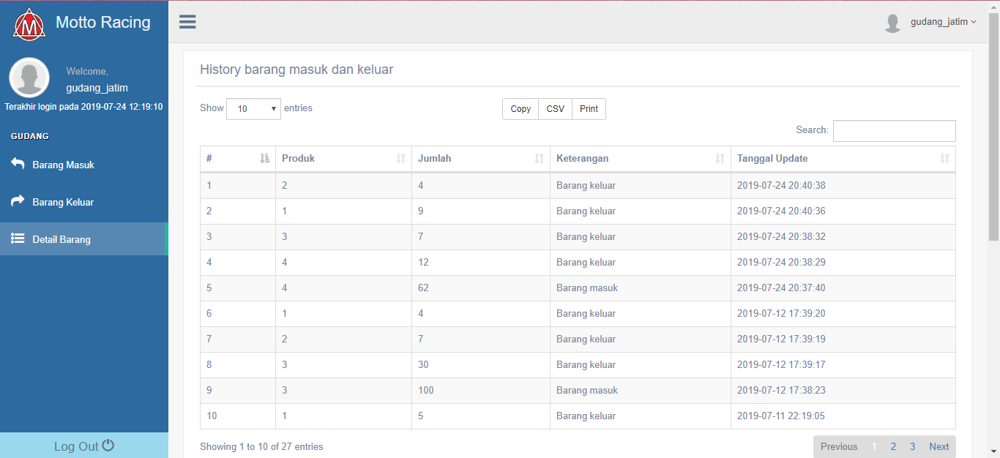 Motto Racing
gudang_jatim
Welcome,
gudang_jatim
Terakhir login pada 2019-07-24 12:19:10
GUDANG
Barang Masuk
Barang Keluar
Detail Barang
Log Out
History barang masuk dan keluar
Show 10 entries
Copy CSV Print
Search:
# Produk Jumlah Keterangan Tanggal Update
1 2 4 Barang keluar 2019-07-24 20:40:38
2 1 9 Barang keluar 2019-07-24 20:40:36
3 3 7 Barang keluar 2019-07-24 20:38:32
4 4 12 Barang keluar 2019-07-24 20:38:29
5 4 62 Barang masuk 2019-07-24 20:37:40
6 1 4 Barang keluar 2019-07-12 17:39:20
7 2 7 Barang keluar 2019-07-12 17:39:19
8 3 30 Barang keluar 2019-07-12 17:39:17
9 3 100 Barang masuk 2019-07-12 17:38:23
10 1 5 Barang keluar 2019-07-11 22:19:05
Showing 1 to 10 of 27 entries
Previous 1 2 3 Next